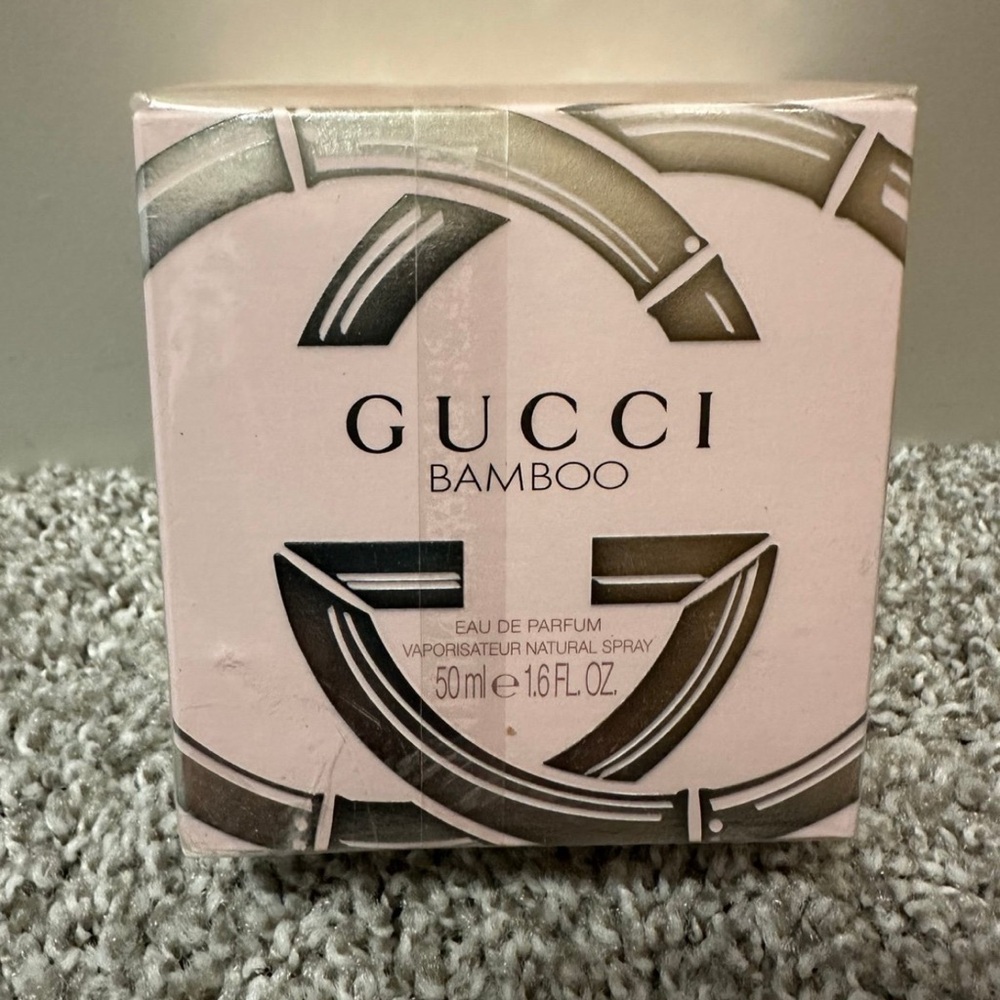 GUCCI
BAMBOO
EAU DE PARFUM
VAPORISATEUR NATURAL SPRAY
50 ml ℮ 1.6 FL. OZ.